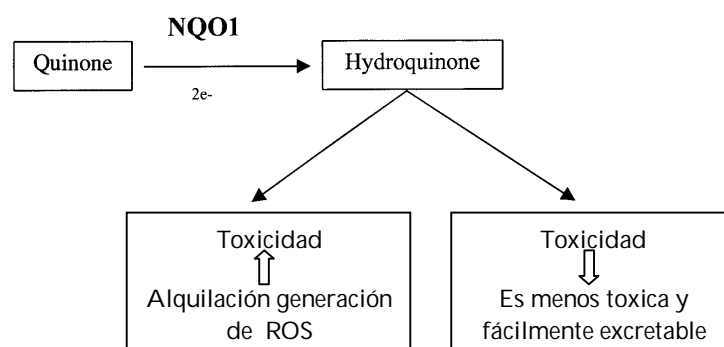 NQO1
Quinone
Hydroquinone
2e-
Toxicidad
Alquilación generación
de ROS
Toxicidad
Es menos toxica y
fácilmente excretable